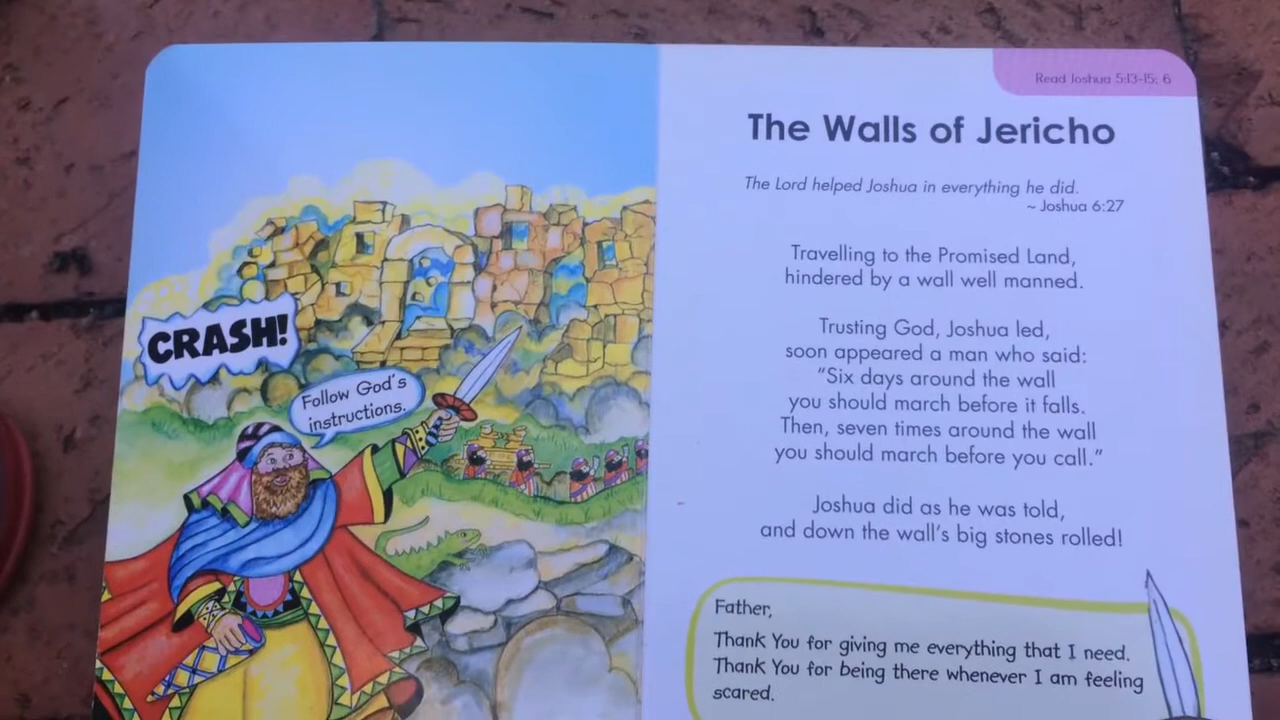 CRASH!
Follow God's
instructions.
Read Joshua 5:13-15; 6
The Walls of Jericho
The Lord helped Joshua in everything he did.
~ Joshua 6:27
Travelling to the Promised Land,
hindered by a wall well manned.
Trusting God, Joshua led,
soon appeared a man who said:
“Six days around the wall
you should march before it falls.
Then, seven times around the wall
you should march before you call.”
Joshua did as he was told,
and down the wall's big stones rolled!
Father,
Thank You for giving me everything that I need.
Thank You for being there whenever I am feeling
scared.